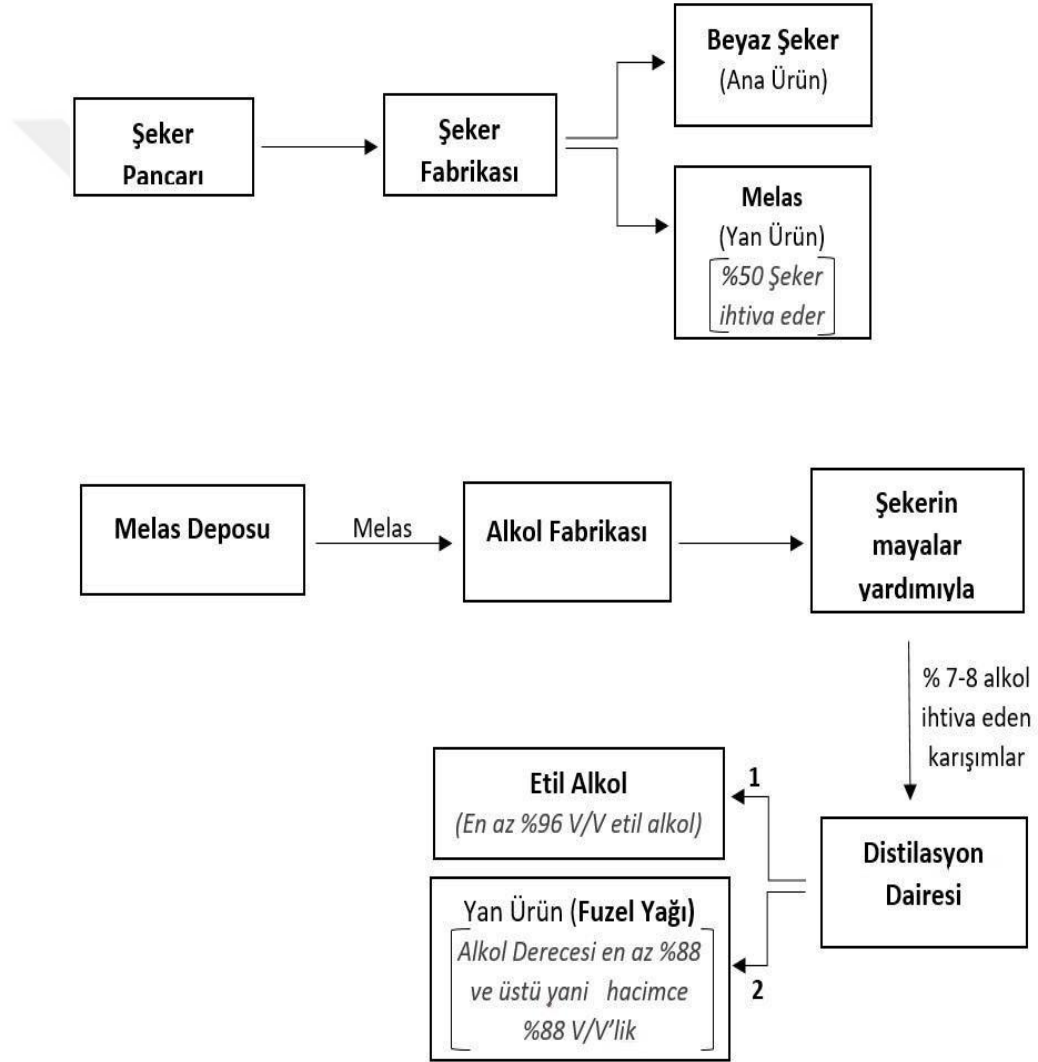 Şeker
Pancarı
Şeker
Fabrikası
Beyaz Şeker
(Ana Ürün)
Melas
(Yan Ürün)
%50 Şeker
ihtiva eder
Melas Deposu
Melas
Alkol Fabrikası
Şekerin
mayalar
yardımıyla
% 7-8 alkol
ihtiva eden
karışımlar
Distilasyon
Dairesi
1
Etil Alkol
(En az %96 V/V etil alkol)
2
Yan Ürün (Fuzel Yağı)
Alkol Derecesi en az %88
ve üstü yani hacimce
%88 V/V'lik